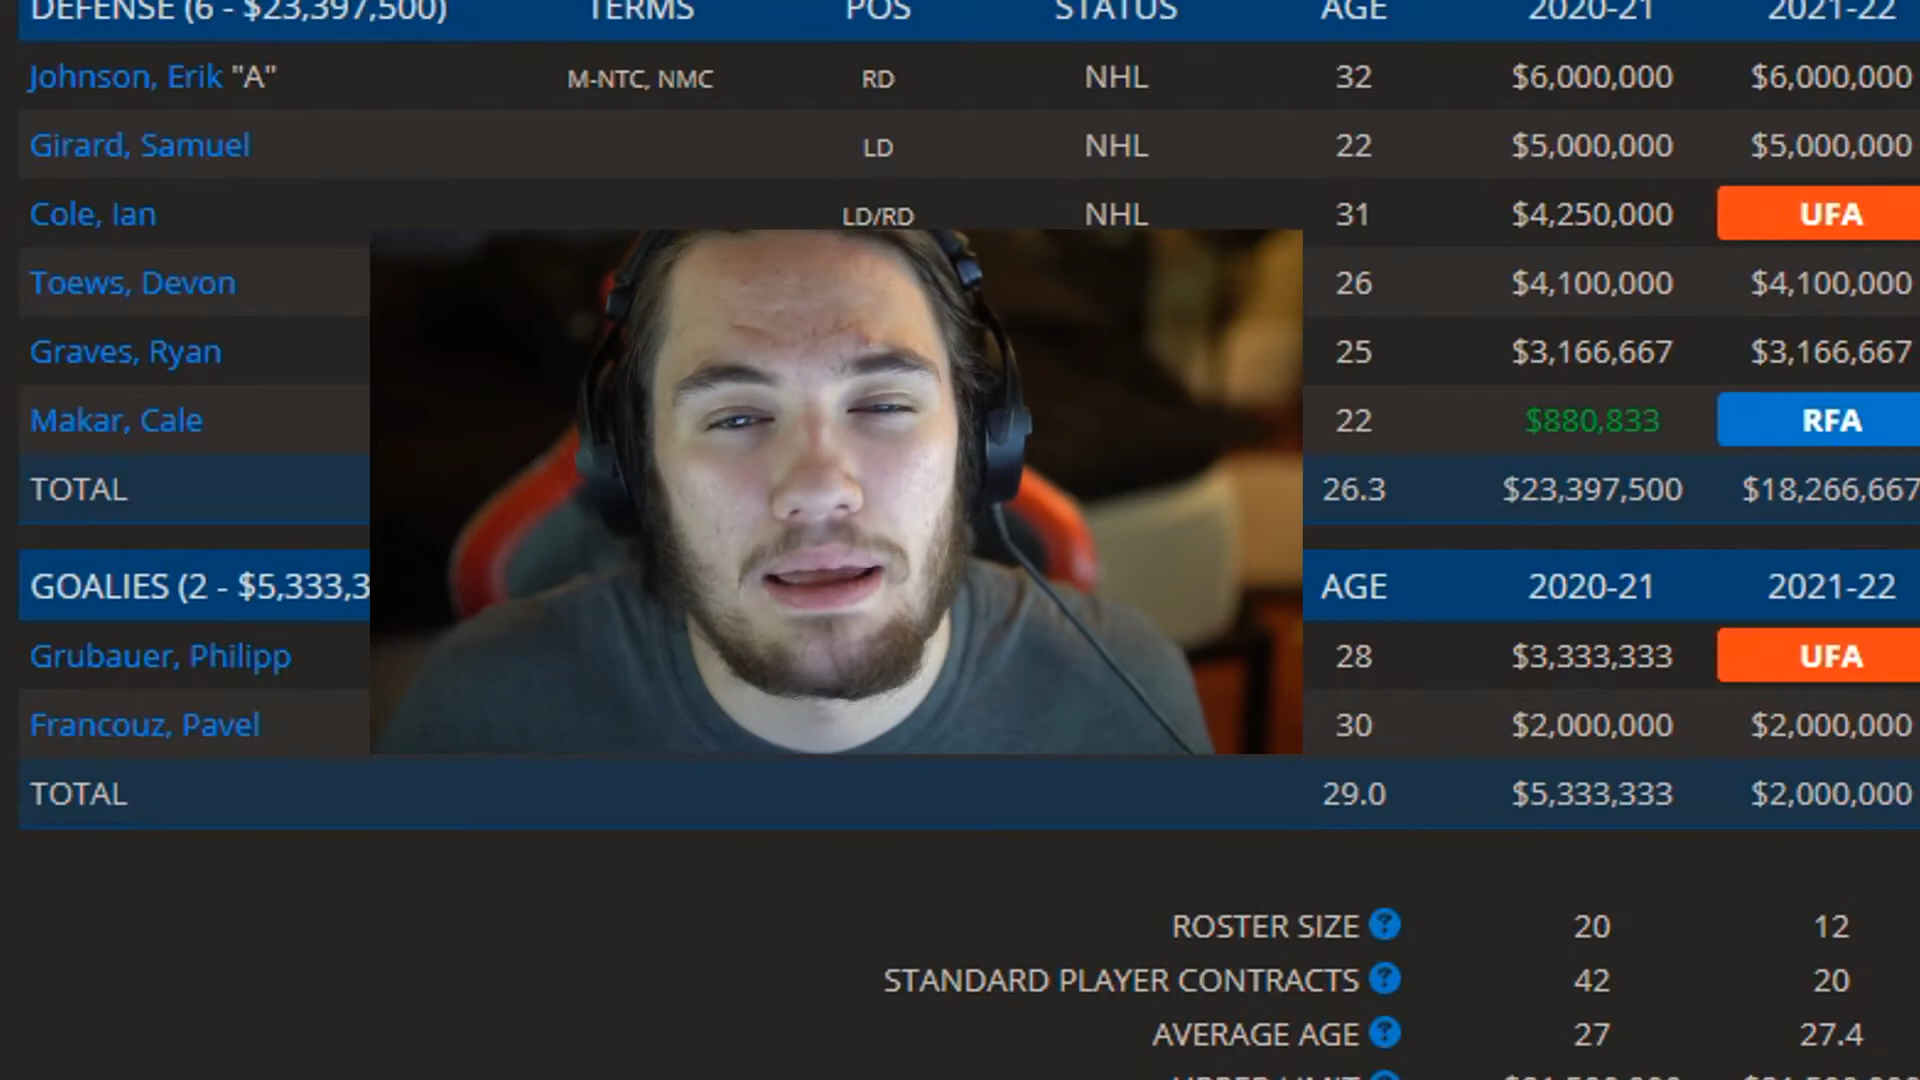 DEFENSE (6 - $23,397,500) TERMS POS STATUS AGE 2020-21 2021-22
Johnson, Erik "A" M-NTC, NMC RD NHL 32 $6,000,000 $6,000,000
Girard, Samuel LD NHL 22 $5,000,000 $5,000,000
Cole, Ian LD/RD NHL 31 $4,250,000 UFA
Toews, Devon 26 $4,100,000 $4,100,000
Graves, Ryan 25 $3,166,667 $3,166,667
Makar, Cale 22 $880,833 RFA
TOTAL 26.3 $23,397,500 $18,266,667
GOALIES (2 - $5,333,3 AGE 2020-21 2021-22
Grubauer, Philipp 28 $3,333,333 UFA
Francouz, Pavel 30 $2,000,000 $2,000,000
TOTAL 29.0 $5,333,333 $2,000,000
ROSTER SIZE ? 20 12
STANDARD PLAYER CONTRACTS ? 42 20
AVERAGE AGE ? 27 27.4